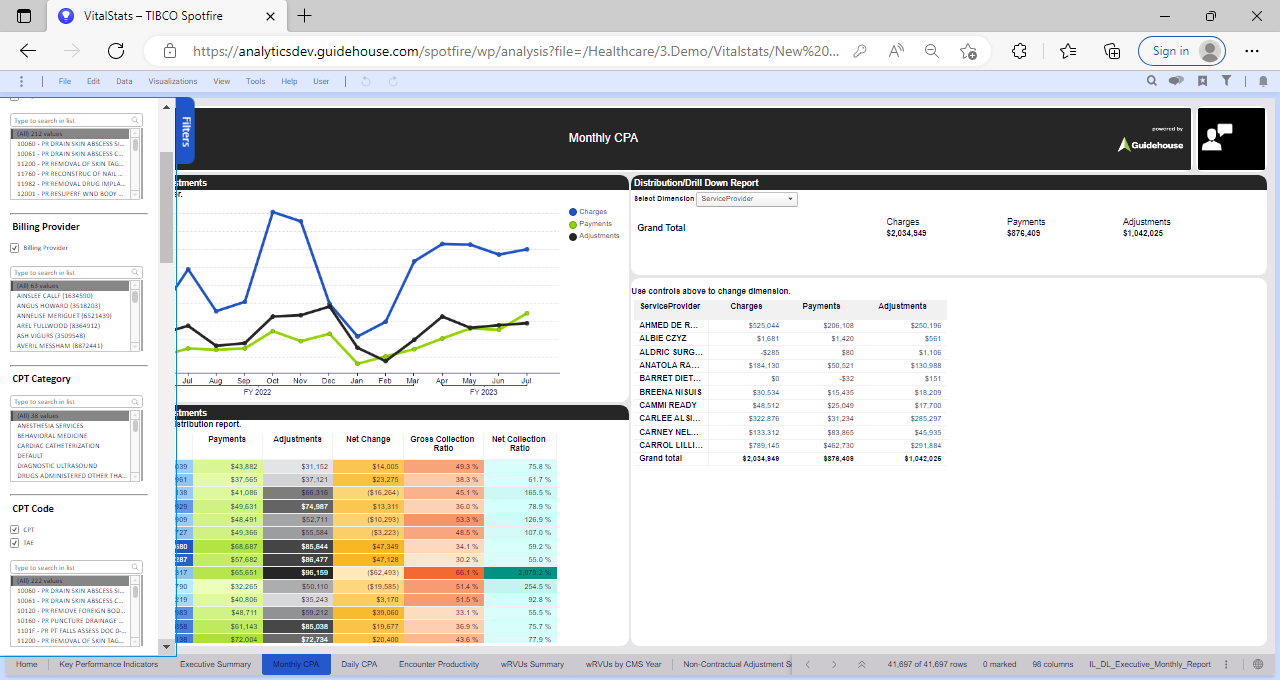 VitalStats – TIBCO Spotfire
https://analyticsdev.guidehouse.com/spotfire/wp/analysis?file=/Healthcare/3.Demo/Vitalstats/New%20...
Sign in
File Edit Data Visualizations View Tools Help User
Filters
Type to search in list
(All) 212 values
10060 - PR DRAIN SKIN ABSCESS SI...
10061 - PR DRAIN SKIN ABSCESS C...
11200 - PR REMOVAL OF SKIN TAG...
11760 - PR RECONSTRUC OF NAIL ...
11982 - PR REMOVAL DRUG IMPLA...
12001 - PR RESUPERF WND BODY ...
Billing Provider
Billing Provider
Type to search in list
(All) 63 values
AINSLEE CALLF (1634590)
ANGUS HOWARD (3518203)
ANNELISE MERIGUET (6521439)
AREL FULLWOOD (8364912)
ASH VIGURS (3509548)
AVERIL MESSHAM (8872441)
CPT Category
Type to search in list
(All) 38 values
ANESTHESIA SERVICES
BEHAVIORAL MEDICINE
CARDIAC CATHETERIZATION
DEFAULT
DIAGNOSTIC ULTRASOUND
DRUGS ADMINISTERED OTHER THA...
CPT Code
CPT
TAE
Type to search in list
(All) 222 values
10060 - PR DRAIN SKIN ABSCESS SI...
10061 - PR DRAIN SKIN ABSCESS C...
10120 - PR REMOVE FOREIGN BOD...
10160 - PR PUNCTURE DRAINAGE ...
1101F - PR PT FALLS ASSESS DOC 0-...
11200 - PR REMOVAL OF SKIN TAG...
Monthly CPA
powered by
Guidehouse
stments
er.
Charges
Payments
Adjustments
Jul Aug Sep Oct Nov Dec Jan Feb Mar Apr May Jun Jul
FY 2022 FY 2023
stments
stribution report.
Payments Adjustments Net Change Gross Collection Ratio Net Collection Ratio
039 $43,882 $31,152 $14,005 49.3 % 75.8 %
961 $37,565 $37,121 $23,275 38.3 % 61.7 %
138 $41,086 $66,316 ($16,264) 45.1 % 165.5 %
929 $49,631 $74,987 $13,311 36.0 % 78.9 %
909 $48,491 $52,711 ($10,293) 53.3 % 126.9 %
727 $49,366 $55,584 ($3,223) 48.5 % 107.0 %
680 $68,687 $85,644 $47,349 34.1 % 59.2 %
287 $57,682 $86,477 $47,128 30.2 % 55.0 %
317 $65,651 $96,159 ($62,493) 66.1 % 2,079.2 %
790 $32,265 $50,110 ($19,585) 51.4 % 254.5 %
219 $40,806 $35,243 $3,170 51.5 % 92.8 %
983 $48,711 $59,212 $39,060 33.1 % 55.5 %
858 $61,143 $85,038 $19,677 36.9 % 75.7 %
138 $72,004 $72,734 $20,400 43.6 % 77.9 %
Distribution/Drill Down Report
Select Dimension ServiceProvider
Charges Payments Adjustments
Grand Total $2,034,949 $876,409 $1,042,025
Use controls above to change dimension.
ServiceProvider Charges Payments Adjustments
AHMED DE R... $525,044 $206,108 $250,196
ALBIE CZYZ $1,681 $1,420 $561
ALDRIC SURG... -$285 $80 $1,106
ANATOLA RA... $184,130 $50,521 $130,988
BARRET DIET... $0 -$32 $151
BREENA NISUIS $30,534 $15,435 $18,209
CAMMI READY $48,512 $25,049 $17,700
CARLEE ALSI... $322,876 $31,234 $285,297
CARNEY NEL... $133,312 $83,865 $45,935
CARROL LILLI... $789,145 $462,730 $291,884
Grand total $2,034,949 $876,409 $1,042,025
Home Key Performance Indicators Executive Summary Monthly CPA Daily CPA Encounter Productivity wRVUs Summary wRVUs by CMS Year Non-Contractual Adjustment S
41,697 of 41,697 rows 0 marked 98 columns IL_DL_Executive_Monthly_Report